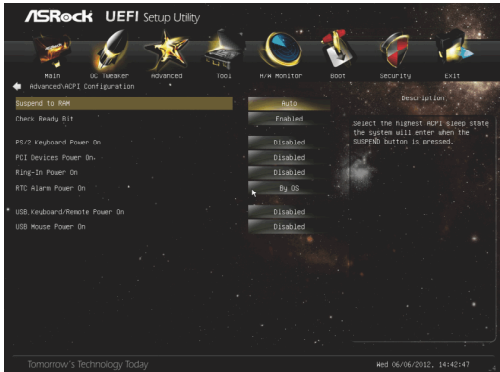 ASRock UEFI Setup Utility
Main OC Tweaker Advanced Tool H/W Monitor Boot Security Exit
Advanced\ACPI Configuration
Description
Suspend to RAM Auto
Select the highest ACPI sleep state
Check Ready Bit Enabled
the system will enter when the
SUSPEND button is pressed.
PS/2 Keyboard Power On Disabled
PCI Devices Power On Disabled
Ring-In Power On Disabled
RTC Alarm Power On By OS
USB Keyboard/Remote Power On Disabled
USB Mouse Power On Disabled
Tomorrow's Technology Today
Wed 06/06/2012, 14:42:47